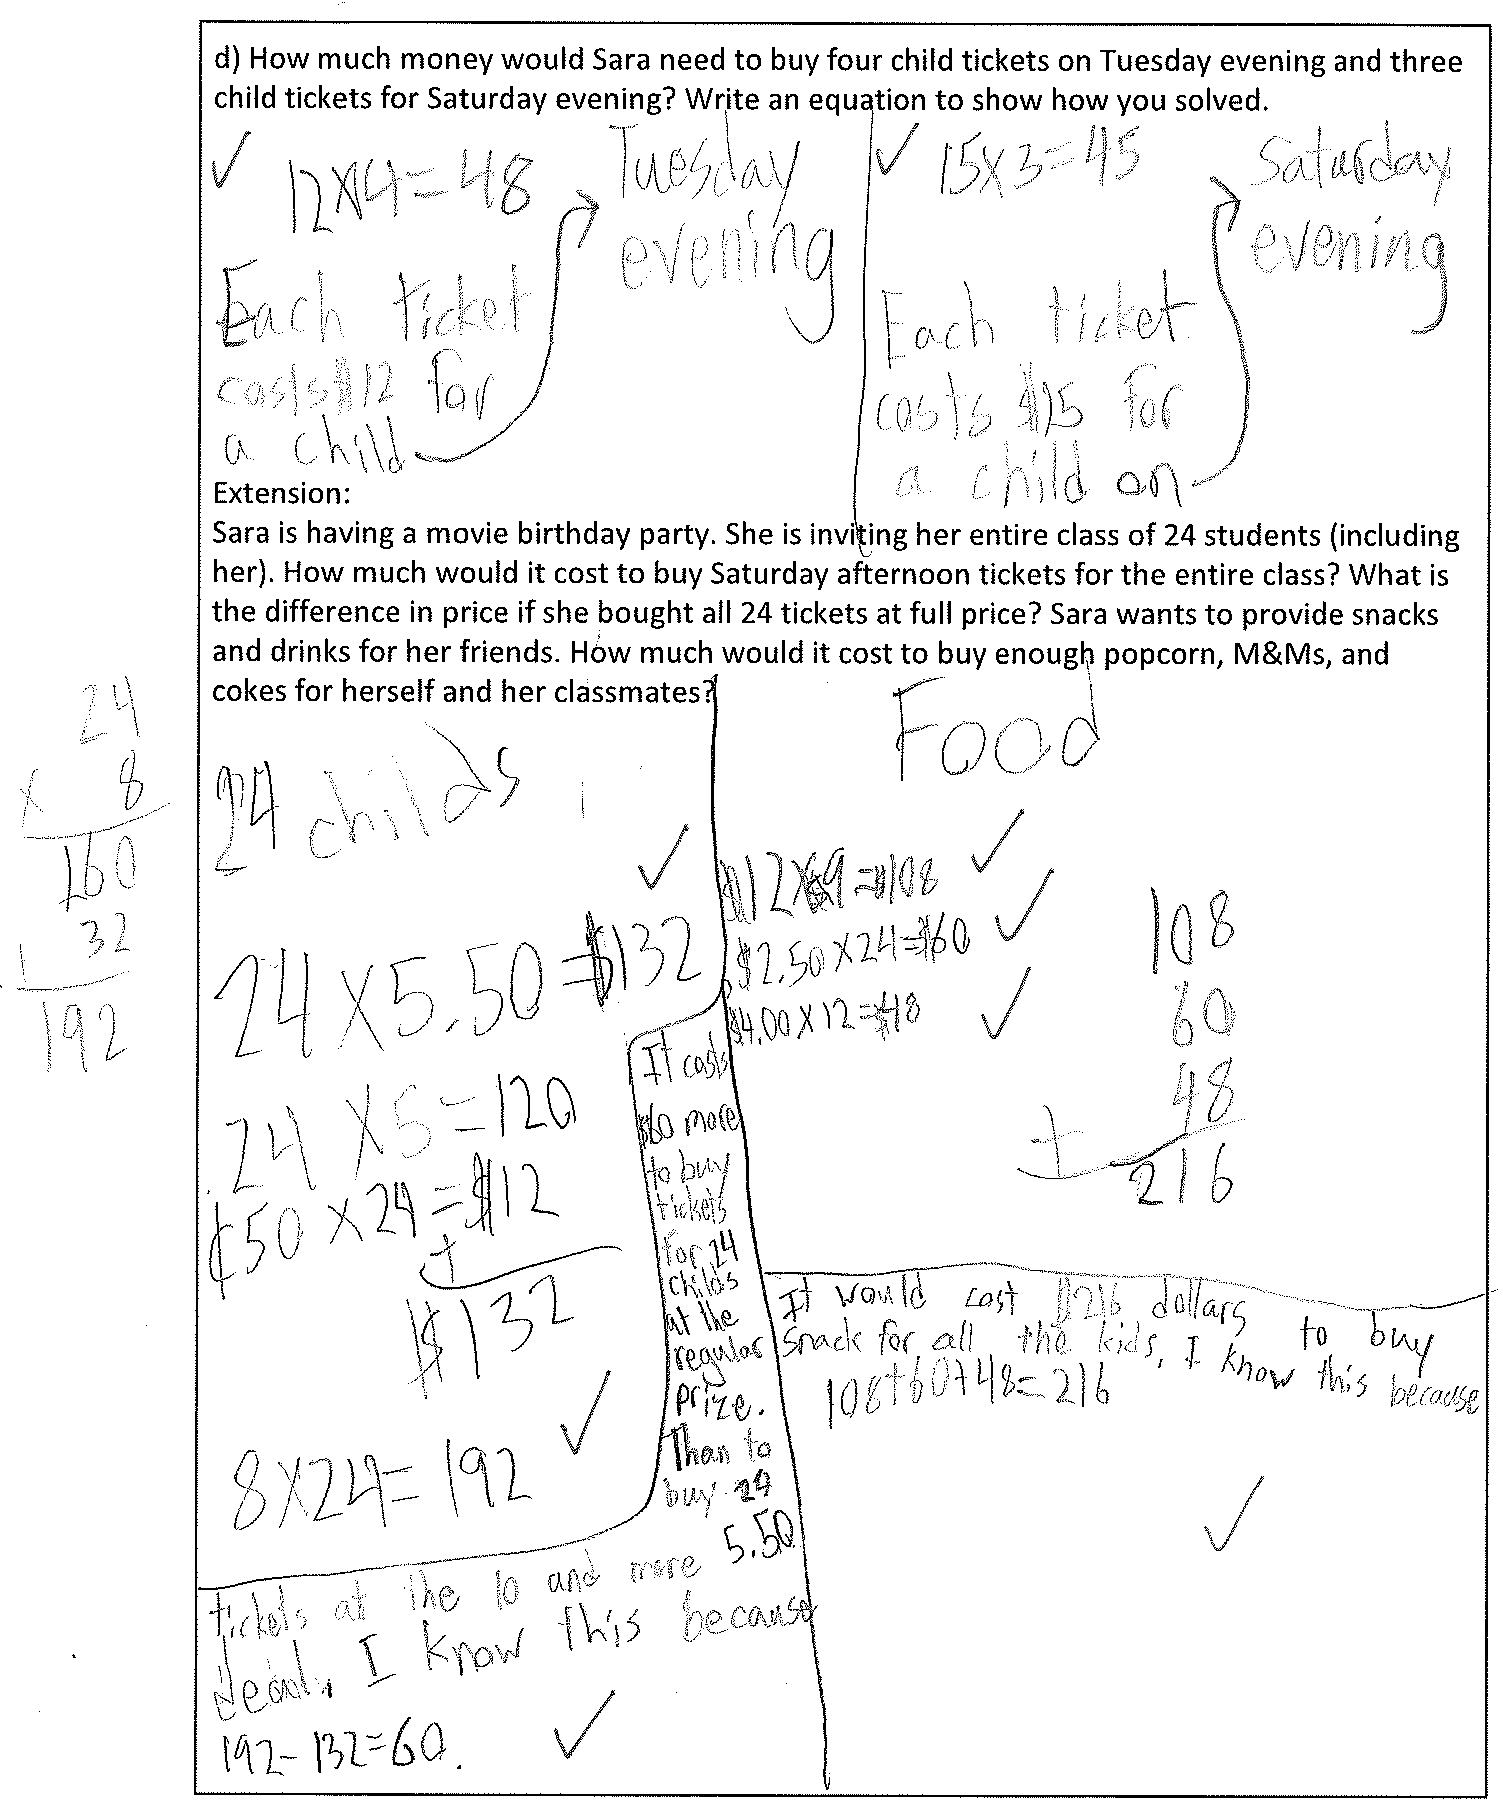 d) How much money would Sara need to buy four child tickets on Tuesday evening and three
child tickets for Saturday evening? Write an equation to show how you solved.
✓ 12x4=48
Tuesday
evening
Each ticket
costs $12 for
a child
✓ 15x3=45
Saturday
evening
Each ticket
costs $15 for
a child on
Extension:
Sara is having a movie birthday party. She is inviting her entire class of 24 students (including
her). How much would it cost to buy Saturday afternoon tickets for the entire class? What is
the difference in price if she bought all 24 tickets at full price? Sara wants to provide snacks
and drinks for her friends. How much would it cost to buy enough popcorn, M&Ms, and
cokes for herself and her classmates?
24
x 8
160
32
192
24 childs
✓
24 x 5.50 = $132
24 x 5 = 120
¢50 x 24 = $12
+
$132
8x24= 192 ✓
It costs
$60 more
to buy
tickets
for 24
childs
at the
regular
prize.
Than to
buy 24
5.50
tickets at the 10 and more
deal. I know this because
192- 132=60. ✓
Food
$12x9=$108 ✓
$2.50x24=$60 ✓
$4.00x12=$48 ✓
108
60
48
+
216
It would cost $216 dollars to buy
snack for all the kids, I know this because
108+60+48=216
✓